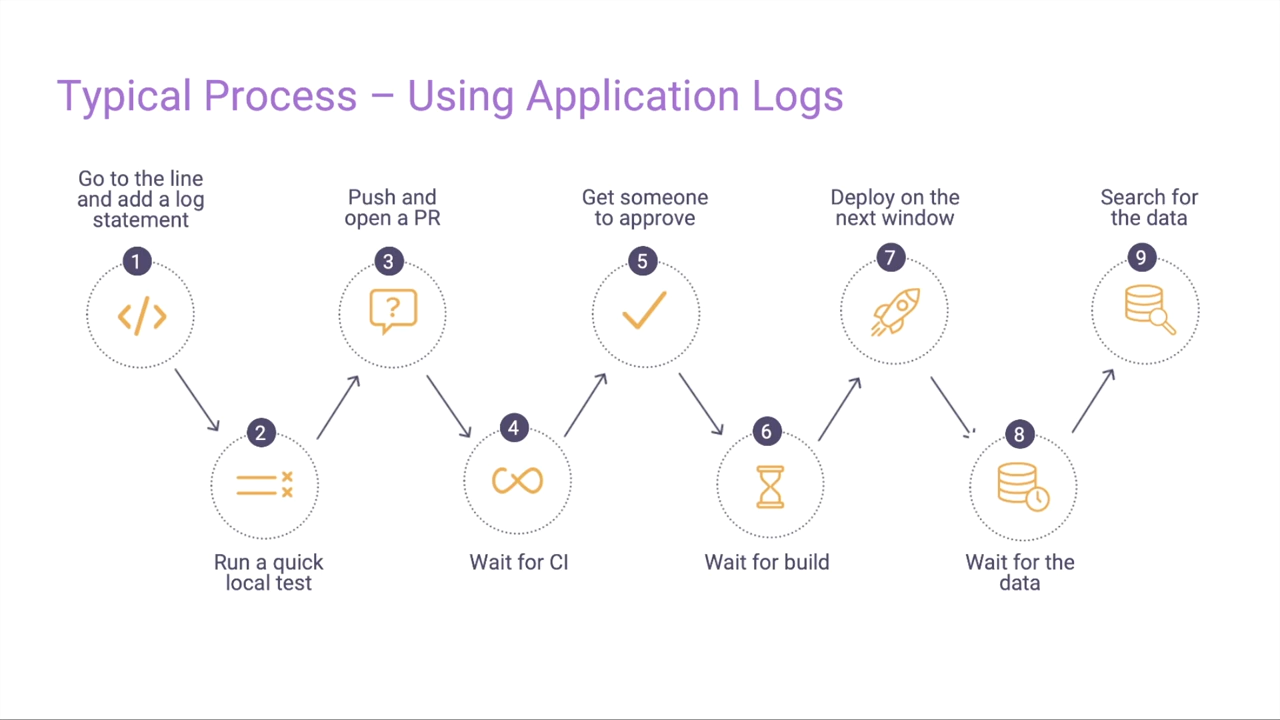 Typical Process – Using Application Logs
Go to the line
and add a log
statement
1
2
Run a quick
local test
Push and
open a PR
3
?
4
Wait for CI
Get someone
to approve
5
6
Wait for build
Deploy on the
next window
7
8
Wait for the
data
Search for
the data
9